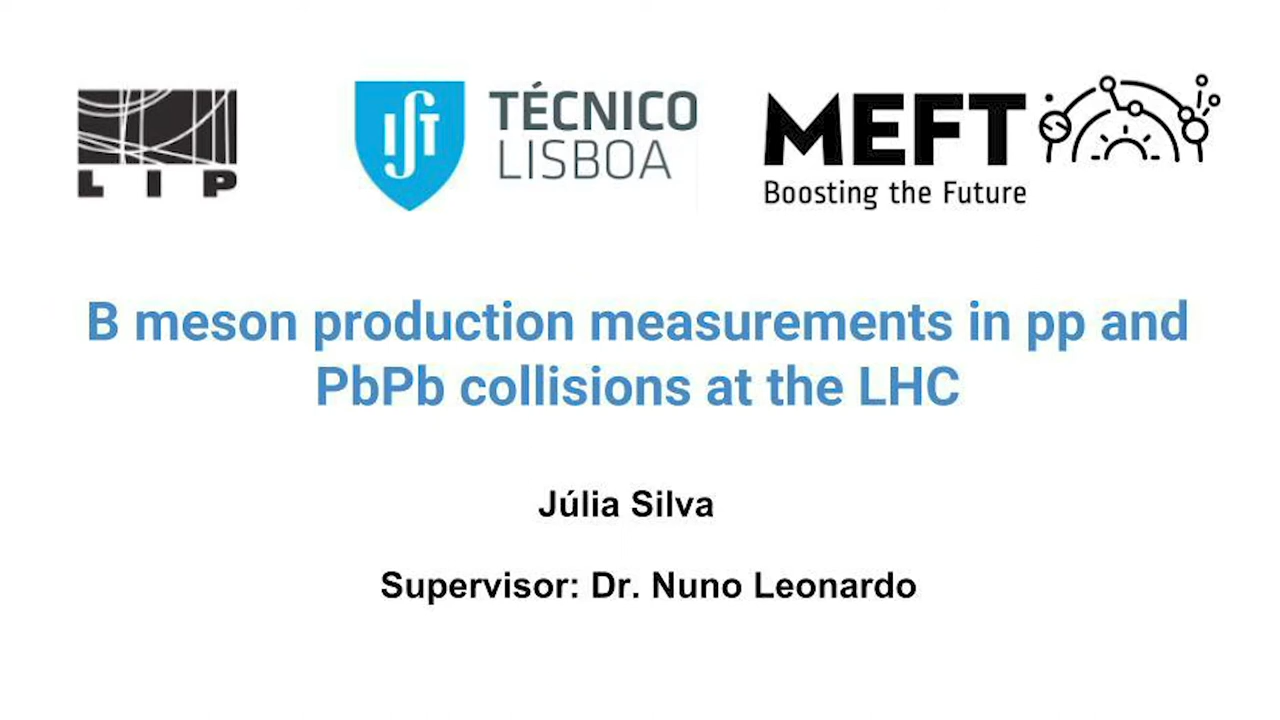 LIP
IST TÉCNICO
LISBOA
MEFT
Boosting the Future
B meson production measurements in pp and
PbPb collisions at the LHC
Júlia Silva
Supervisor: Dr. Nuno Leonardo